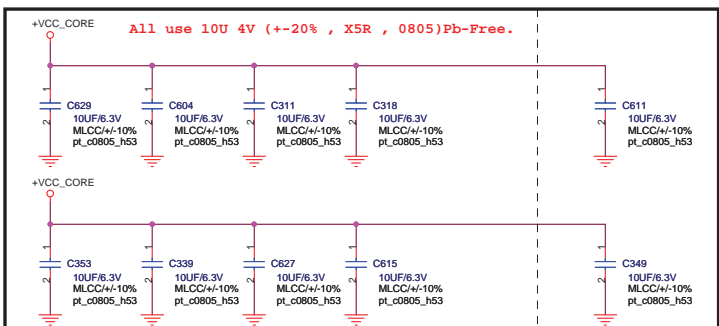 +VCC_CORE
All use 10U 4V (+-20% , X5R , 0805)Pb-Free.
1 1 1 1 1
C629 C604 C311 C318 C611
10UF/6.3V 10UF/6.3V 10UF/6.3V 10UF/6.3V 10UF/6.3V
2 2 2 2 2
MLCC/+/-10% MLCC/+/-10% MLCC/+/-10% MLCC/+/-10% MLCC/+/-10%
pt_c0805_h53 pt_c0805_h53 pt_c0805_h53 pt_c0805_h53 pt_c0805_h53
+VCC_CORE
1 1 1 1 1
C353 C339 C627 C615 C349
10UF/6.3V 10UF/6.3V 10UF/6.3V 10UF/6.3V 10UF/6.3V
2 2 2 2 2
MLCC/+/-10% MLCC/+/-10% MLCC/+/-10% MLCC/+/-10% MLCC/+/-10%
pt_c0805_h53 pt_c0805_h53 pt_c0805_h53 pt_c0805_h53 pt_c0805_h53